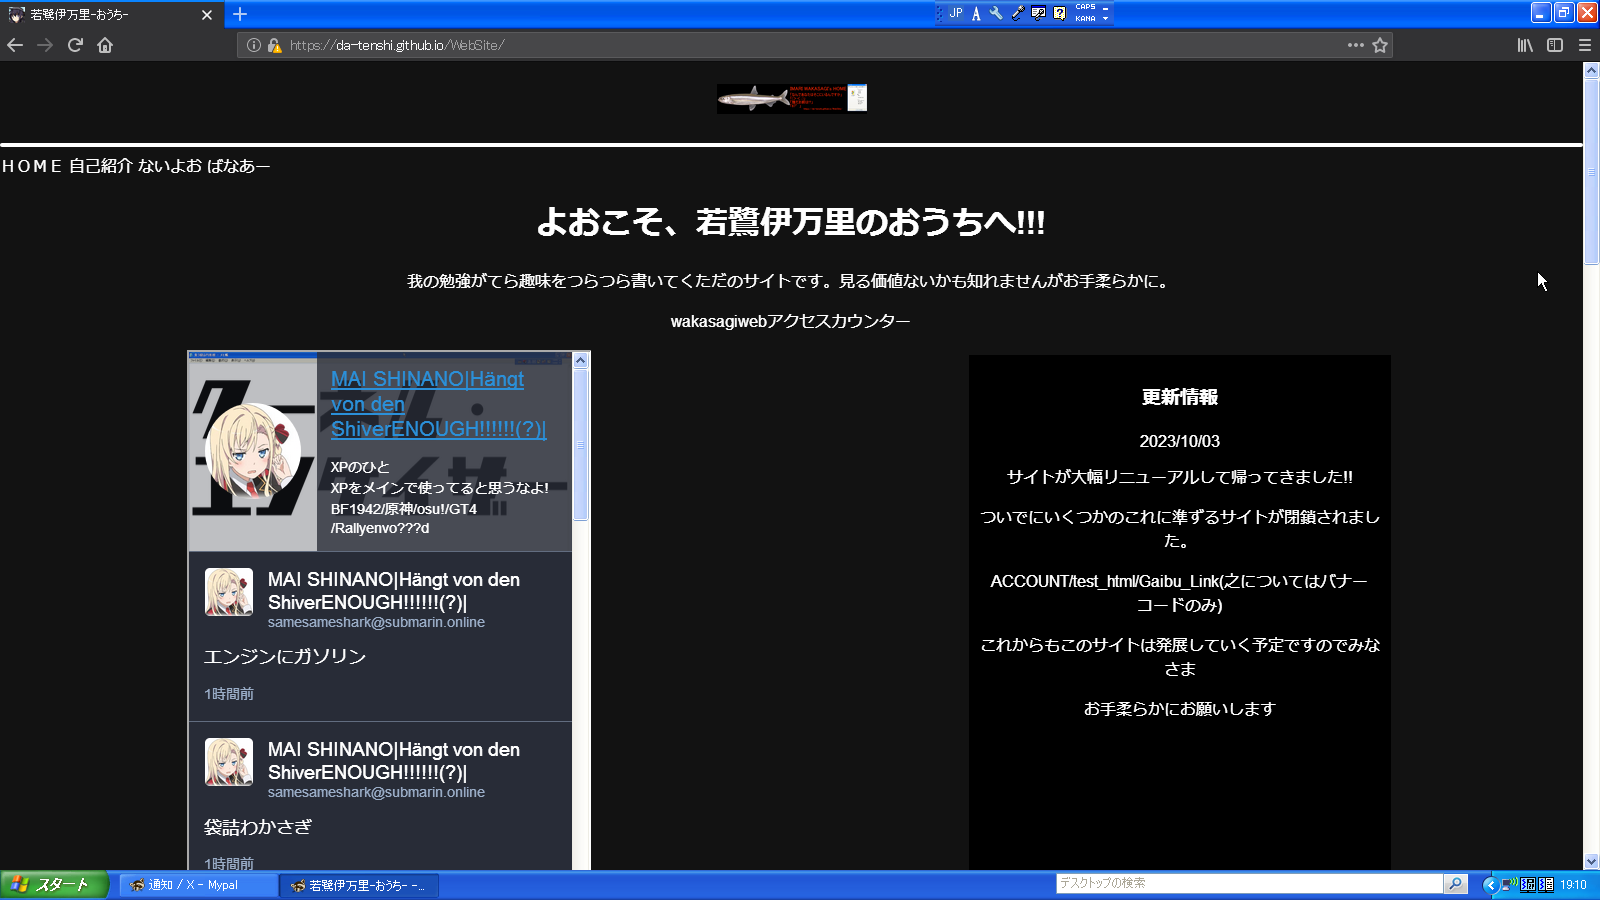 若鷺伊万里-おうち-
JP
CAPS
KANA
https://da-tenshi.github.io/WebSite/
ＨＯＭＥ 自己紹介 ないよお ばなあー
よおこそ、若鷺伊万里のおうちへ!!!
我の勉強がてら趣味をつらつら書いてくただのサイトです。見る価値ないかも知れませんがお手柔らかに。
wakasagiwebアクセスカウンター
MAI SHINANO|Hängt
von den
ShiverENOUGH!!!!!!(?)|
XPのひと
XPをメインで使ってると思うなよ!
BF1942/原神/osu!/GT4
/Rallyenvo???d
MAI SHINANO|Hängt von den
ShiverENOUGH!!!!!!(?)|
samesameshark@submarin.online
エンジンにガソリン
1時間前
MAI SHINANO|Hängt von den
ShiverENOUGH!!!!!!(?)|
samesameshark@submarin.online
袋詰わかさぎ
1時間前
更新情報
2023/10/03
サイトが大幅リニューアルして帰ってきました!!
ついでにいくつかのこれに準ずるサイトが閉鎖されまし
た。
ACCOUNT/test_html/Gaibu_Link(之についてはバナー
コードのみ)
これからもこのサイトは発展していく予定ですのでみな
さま
お手柔らかにお願いします
スタート
通知 / X - Mypal
若鷺伊万里-おうち- -...
デスクトップの検索
19:10